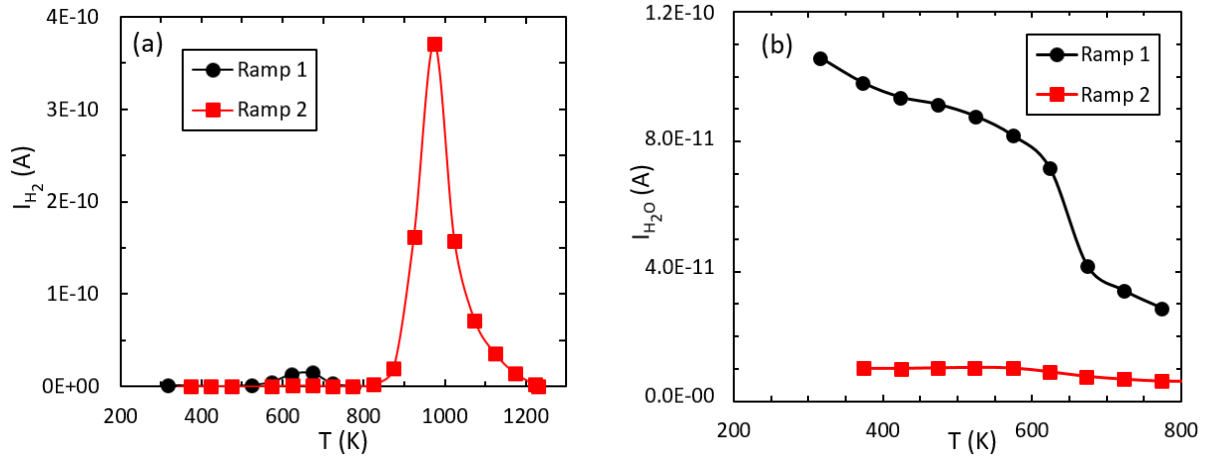 (a)
Ramp 1
Ramp 2
4E-10
3E-10
2E-10
1E-10
0E+00
I_H₂ (A)
200 400 600 800 1000 1200
T (K)
(b)
Ramp 1
Ramp 2
1.2E-10
8.0E-11
4.0E-11
0.0E+00
I_H₂O (A)
200 400 600 800
T (K)